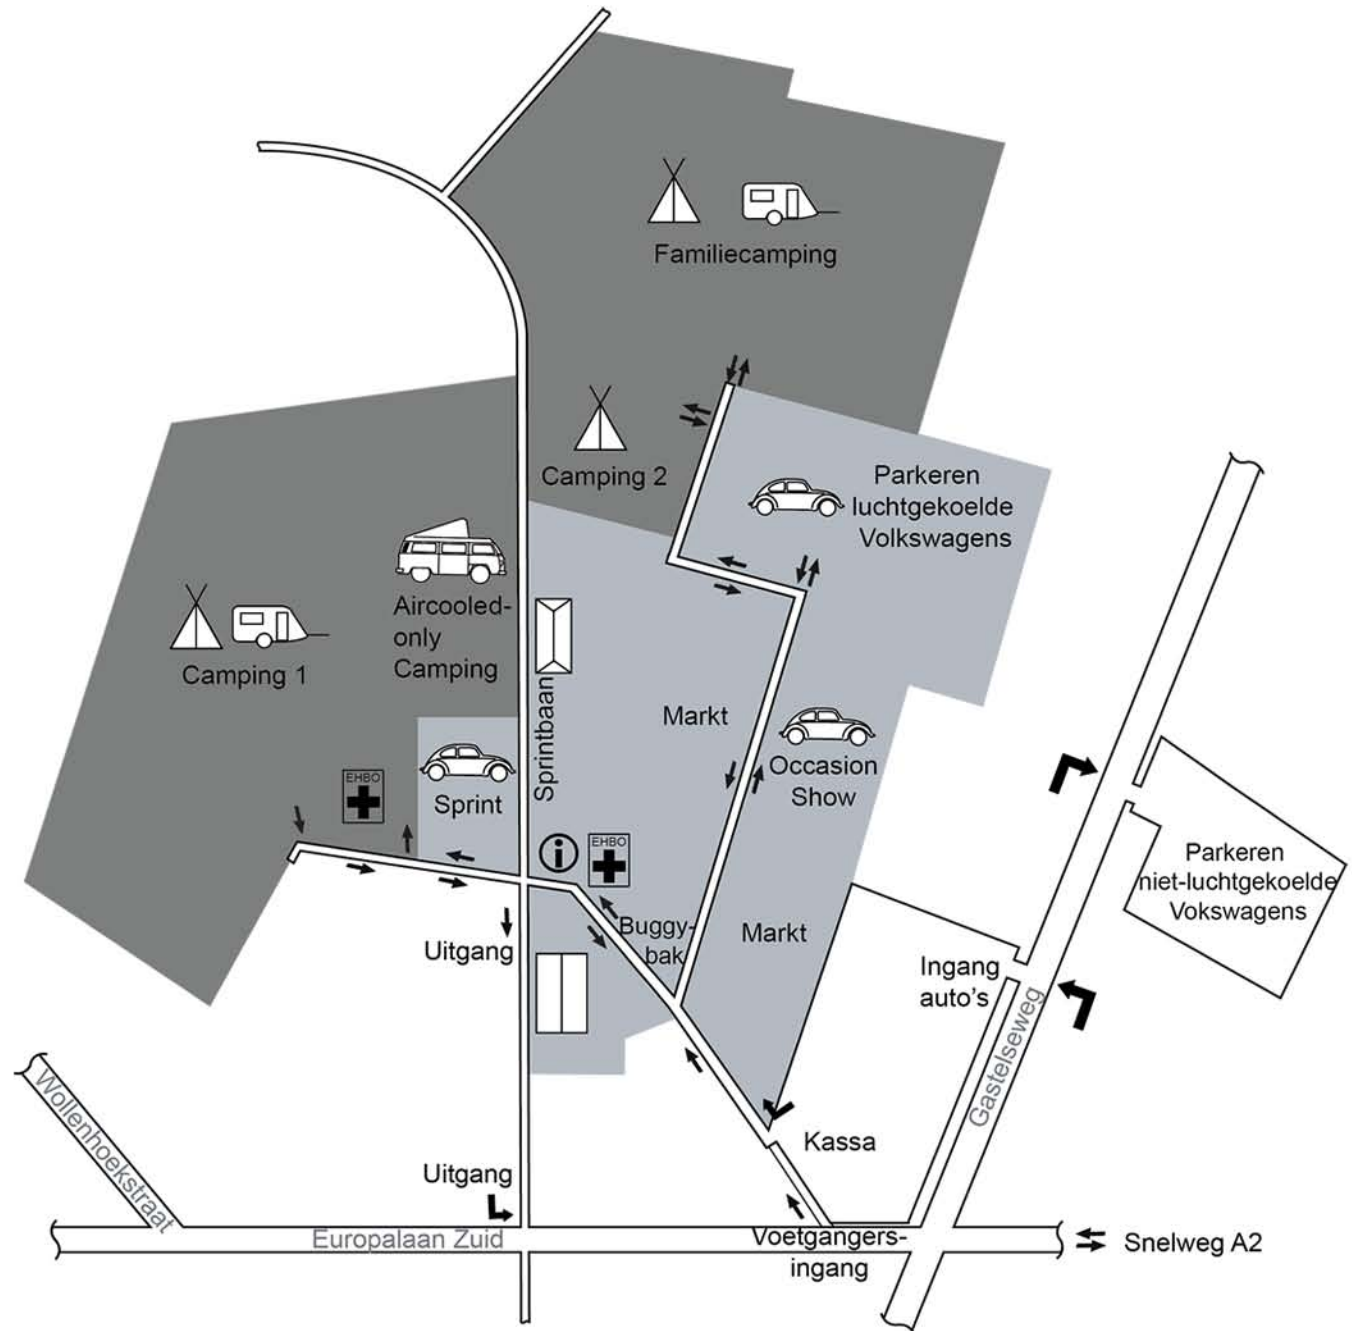 Familiecamping
Camping 2
Parkeren
luchtgekoelde
Volkswagens
Aircooled-
only
Camping
Camping 1
Sprintbaan
Markt
Occasion
Show
EHBO
Sprint
i
EHBO
Buggy-
bak
Markt
Parkeren
niet-luchtgekoelde
Vokswagens
Uitgang
Ingang
auto's
Gastelseweg
Wollenhoekstraat
Kassa
Uitgang
Europalaan Zuid
Voetgangers-
ingang
Snelweg A2